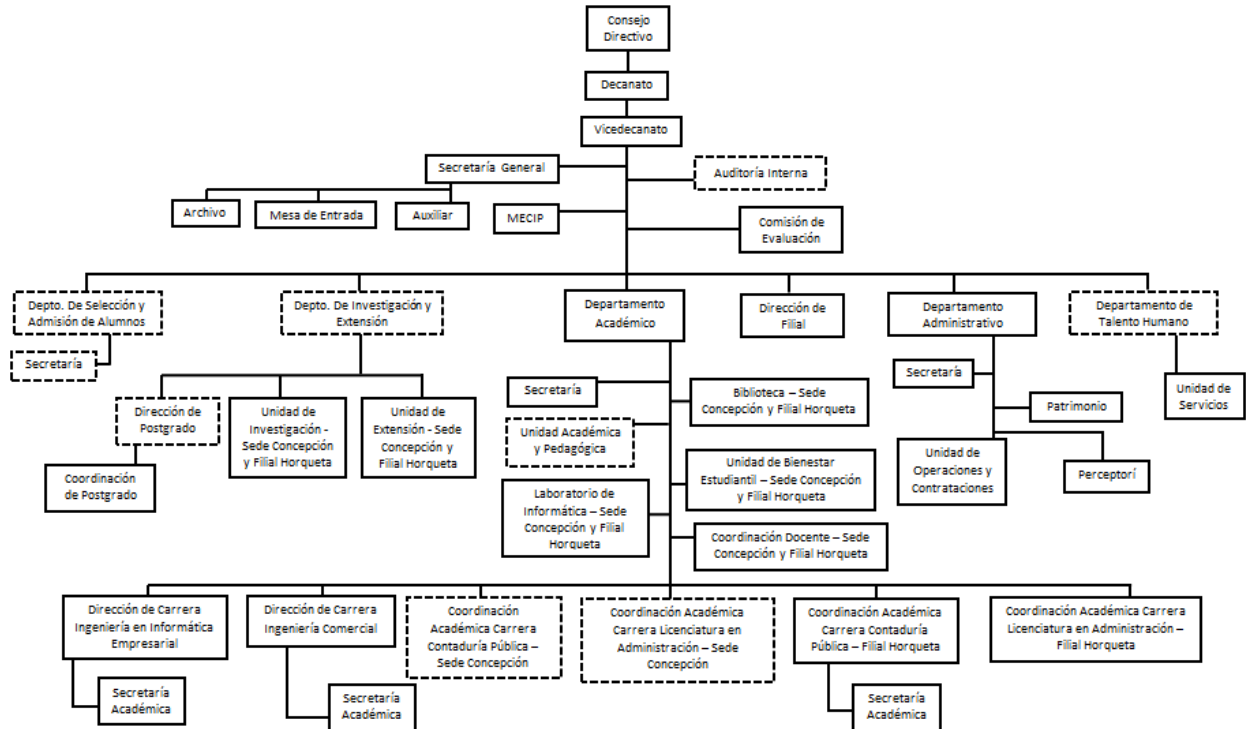 Consejo
Directivo
Decanato
Vicedecanato
Secretaría General
Auditoría Interna
Archivo
Mesa de Entrada
Auxiliar
MECIP
Comisión de
Evaluación
Depto. De Selección y
Admisión de Alumnos
Secretaría
Depto. De Investigación y
Extensión
Departamento
Académico
Dirección de
Filial
Departamento
Administrativo
Departamento de
Talento Humano
Dirección de
Postgrado
Coordinación
de Postgrado
Unidad de
Investigación -
Sede Concepción
y Filial Horqueta
Unidad de
Extensión - Sede
Concepción y
Filial Horqueta
Secretaría
Unidad Académica
y Pedagógica
Laboratorio de
Informática – Sede
Concepción y Filial
Horqueta
Biblioteca – Sede
Concepción y Filial Horqueta
Unidad de Bienestar
Estudiantil – Sede Concepción
y Filial Horqueta
Coordinación Docente – Sede
Concepción y Filial Horqueta
Secretaría
Patrimonio
Unidad de
Operaciones y
Contrataciones
Perceptorí
Unidad de
Servicios
Dirección de Carrera
Ingeniería en Informática
Empresarial
Secretaría
Académica
Dirección de Carrera
Ingeniería Comercial
Secretaría
Académica
Coordinación
Académica Carrera
Contaduría Pública –
Sede Concepción
Coordinación Académica
Carrera Licenciatura en
Administración – Sede
Concepción
Coordinación Académica
Carrera Contaduría
Pública – Filial Horqueta
Secretaría
Académica
Coordinación Académica Carrera
Licenciatura en Administración –
Filial Horqueta